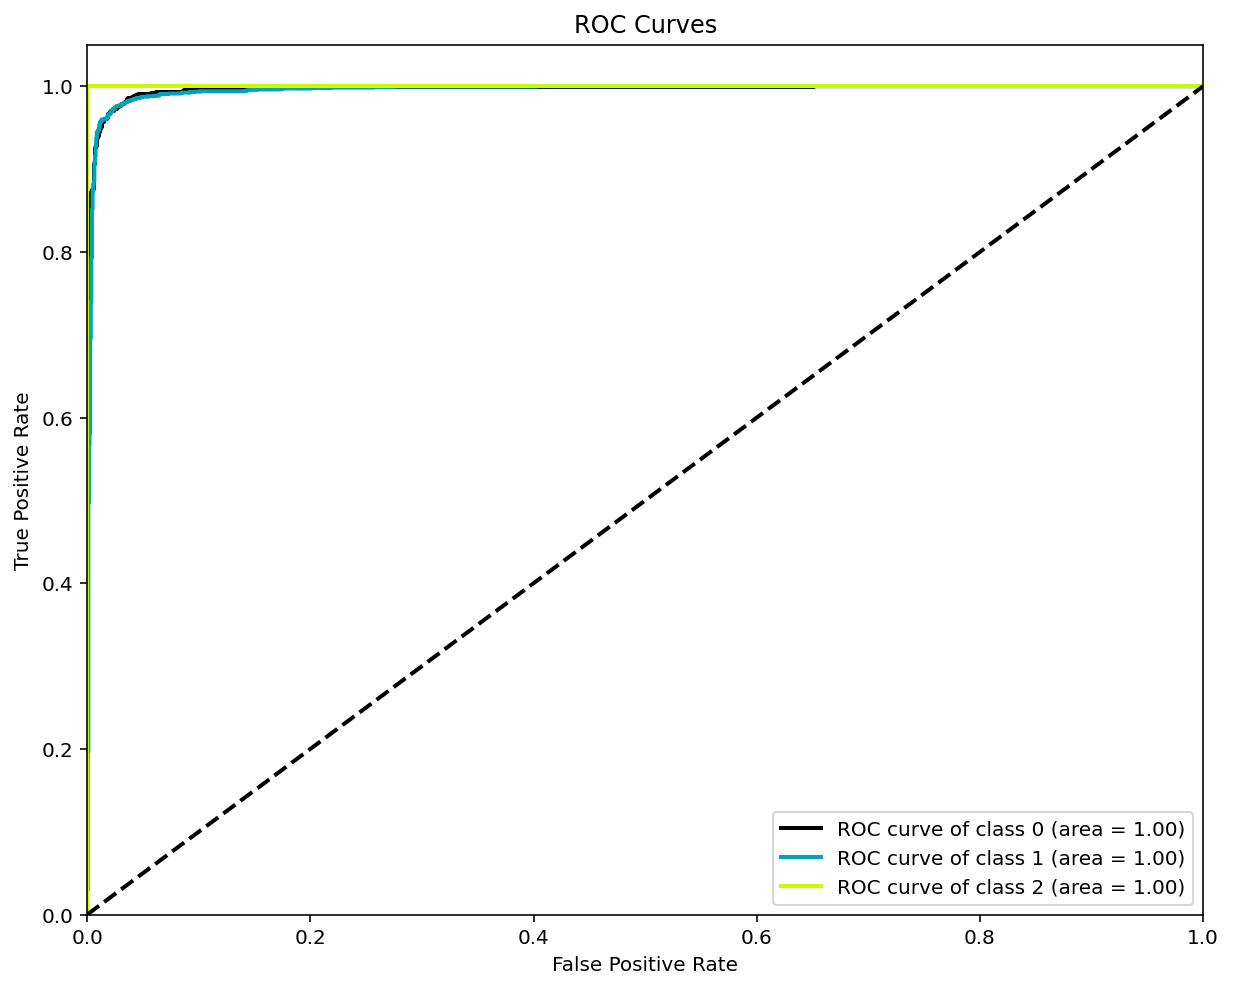 ROC Curves
True Positive Rate
1.0
0.8
0.6
0.4
0.2
0.0
0.0 0.2 0.4 0.6 0.8 1.0
False Positive Rate
ROC curve of class 0 (area = 1.00)
ROC curve of class 1 (area = 1.00)
ROC curve of class 2 (area = 1.00)